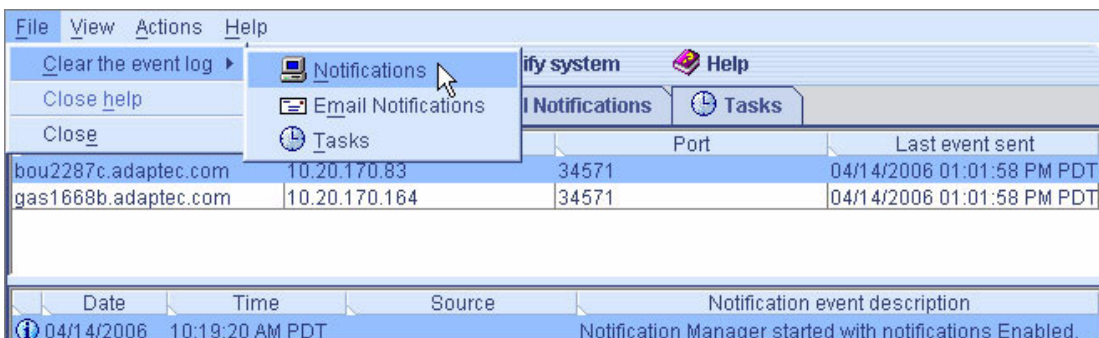 File View Actions Help
Clear the event log Notifications ify system Help
Close help Email Notifications l Notifications Tasks
Close Tasks Port Last event sent
bou2287c.adaptec.com 10.20.170.83 34571 04/14/2006 01:01:58 PM PDT
gas1668b.adaptec.com 10.20.170.164 34571 04/14/2006 01:01:58 PM PDT
Date Time Source Notification event description
04/14/2006 10:19:20 AM PDT Notification Manager started with notifications Enabled.